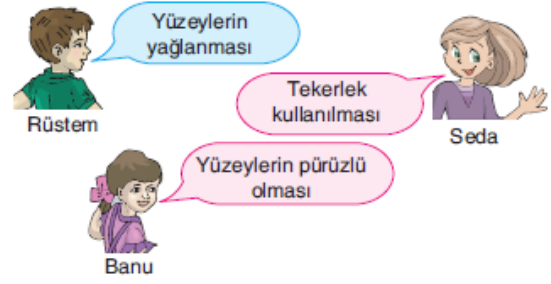 Yüzeylerin
yağlanması
Rüstem
Tekerlek
kullanılması
Seda
Yüzeylerin pürüzlü
olması
Banu